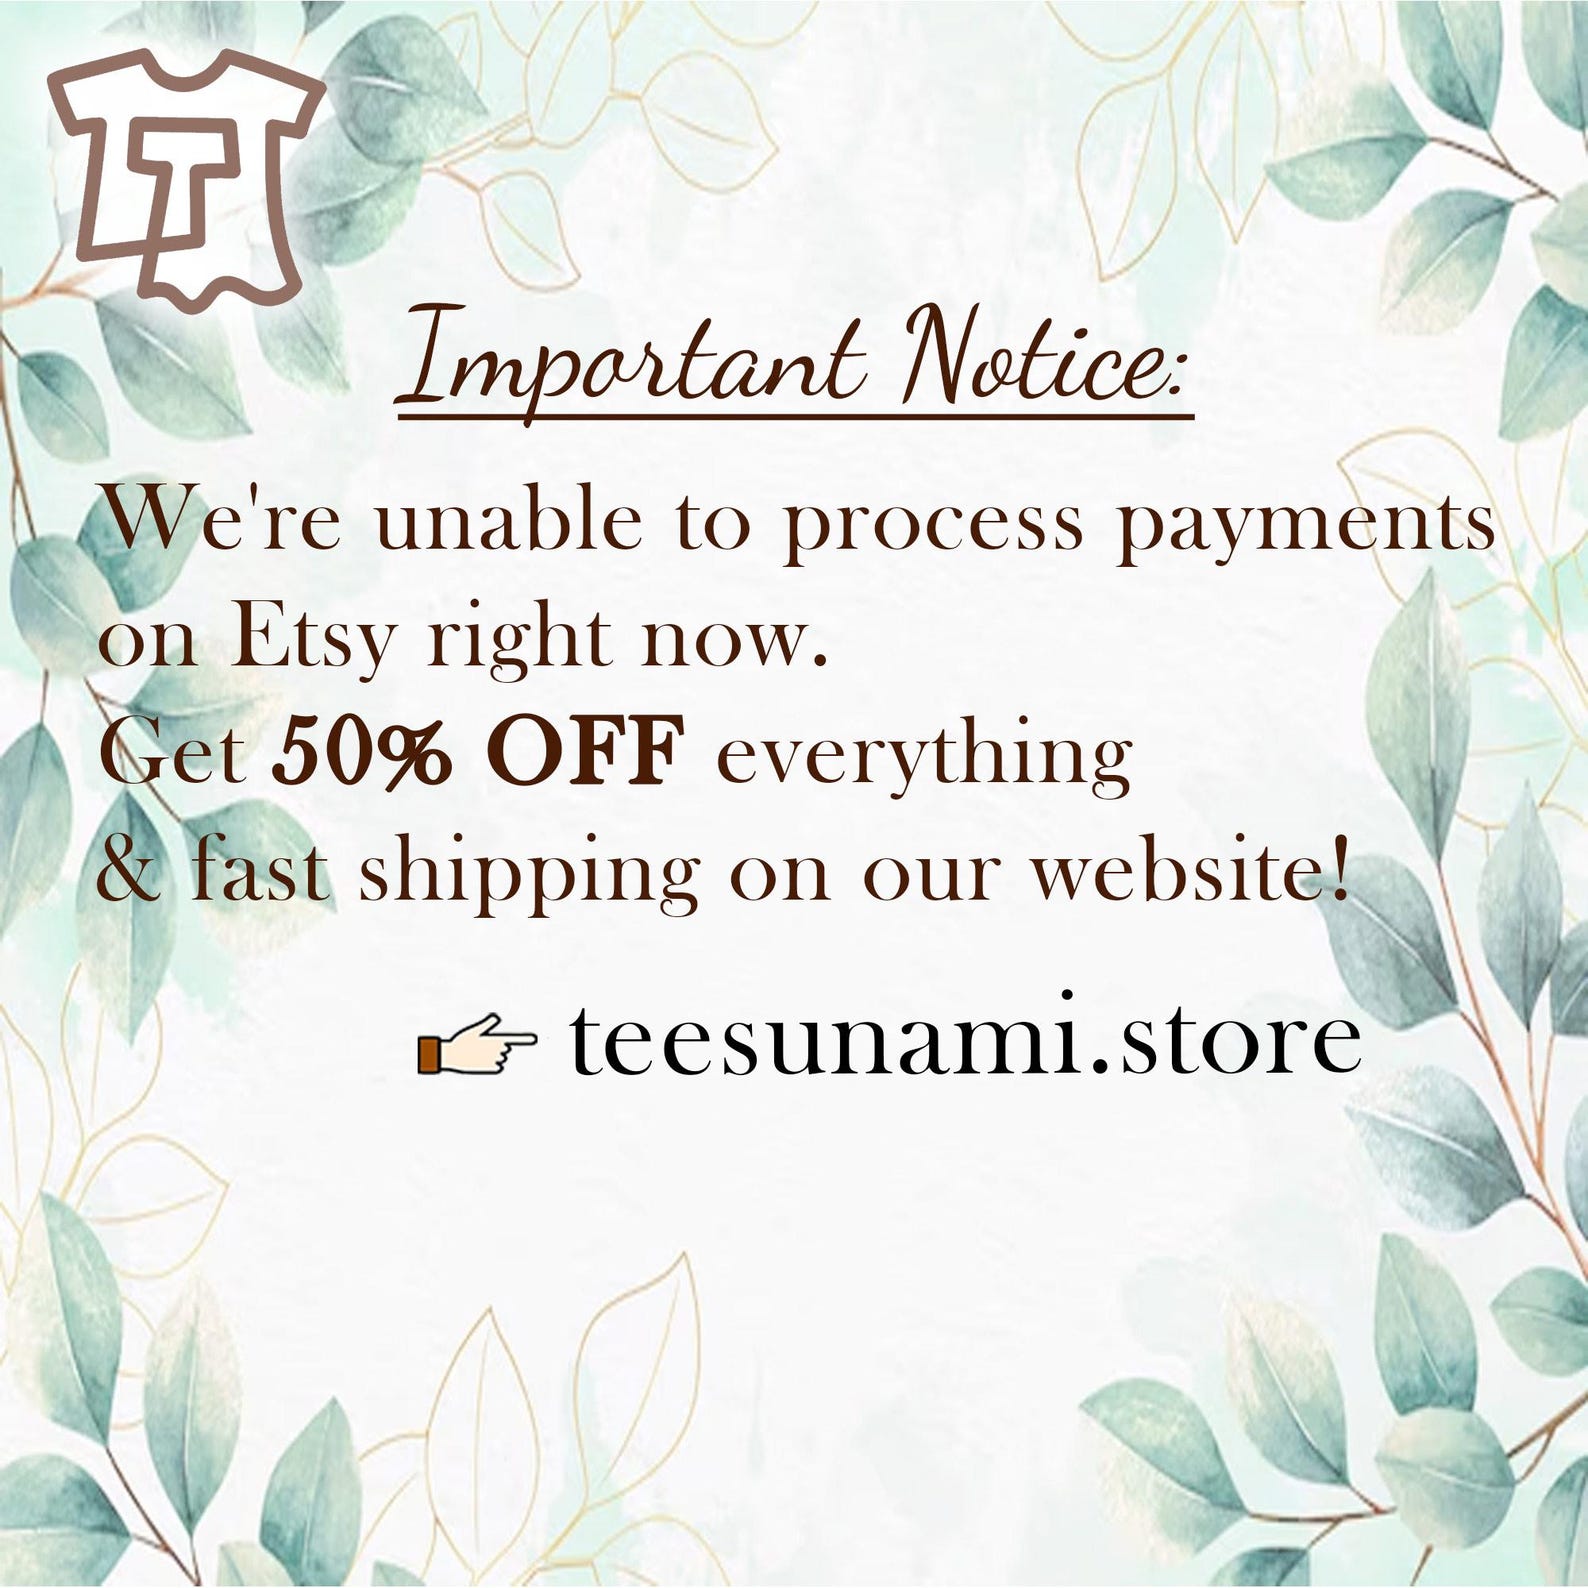 Important Notice:
We're unable to process payments
on Etsy right now.
Get 50% OFF everything
& fast shipping on our website!
teesunami.store